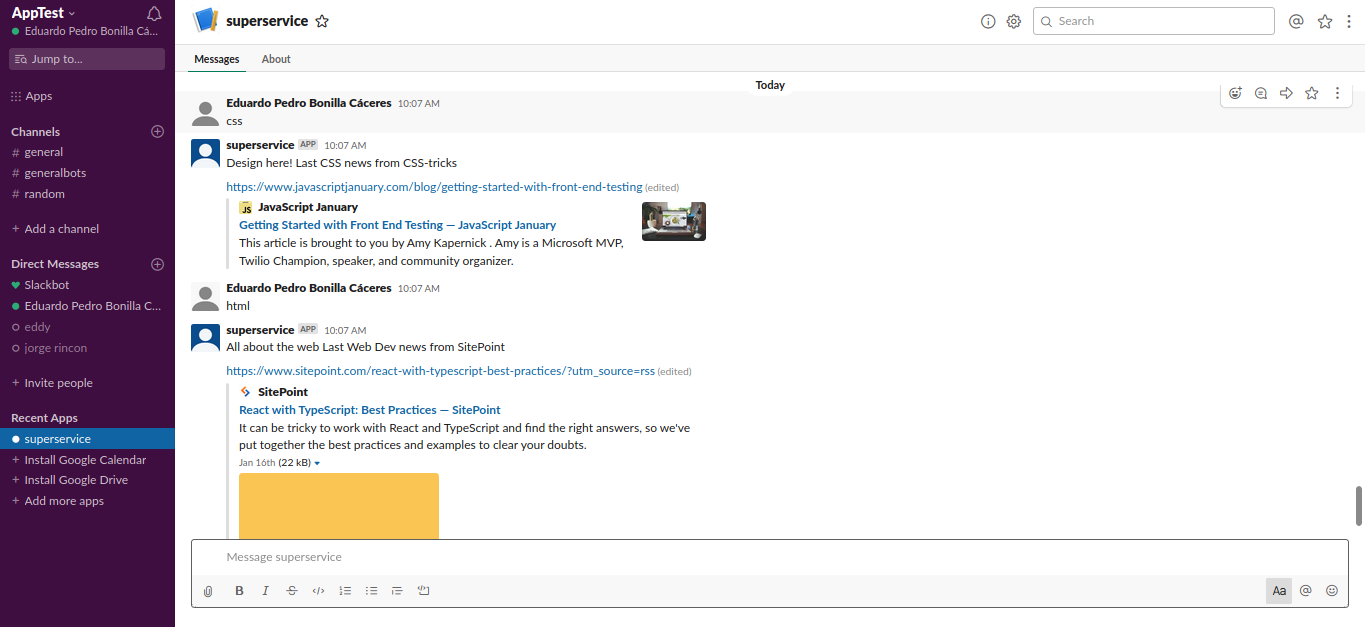 AppTest
Eduardo Pedro Bonilla Cá...
Jump to...
Apps
Channels
# general
# generalbots
# random
+ Add a channel
Direct Messages
Slackbot
Eduardo Pedro Bonilla C...
eddy
jorge rincon
+ Invite people
Recent Apps
superservice
+ Install Google Calendar
+ Install Google Drive
+ Add more apps
superservice
Search
Messages About
Today
Eduardo Pedro Bonilla Cáceres 10:07 AM
css
superservice APP 10:07 AM
Design here! Last CSS news from CSS-tricks
https://www.javascriptjanuary.com/blog/getting-started-with-front-end-testing (edited)
JS JavaScript January
Getting Started with Front End Testing — JavaScript January
This article is brought to you by Amy Kapernick . Amy is a Microsoft MVP,
Twilio Champion, speaker, and community organizer.
Eduardo Pedro Bonilla Cáceres 10:07 AM
html
superservice APP 10:07 AM
All about the web Last Web Dev news from SitePoint
https://www.sitepoint.com/react-with-typescript-best-practices/?utm_source=rss (edited)
SitePoint
React with TypeScript: Best Practices — SitePoint
It can be tricky to work with React and TypeScript and find the right answers, so we've
put together the best practices and examples to clear your doubts.
Jan 16th (22 kB)
Message superservice
B I S </> Aa @